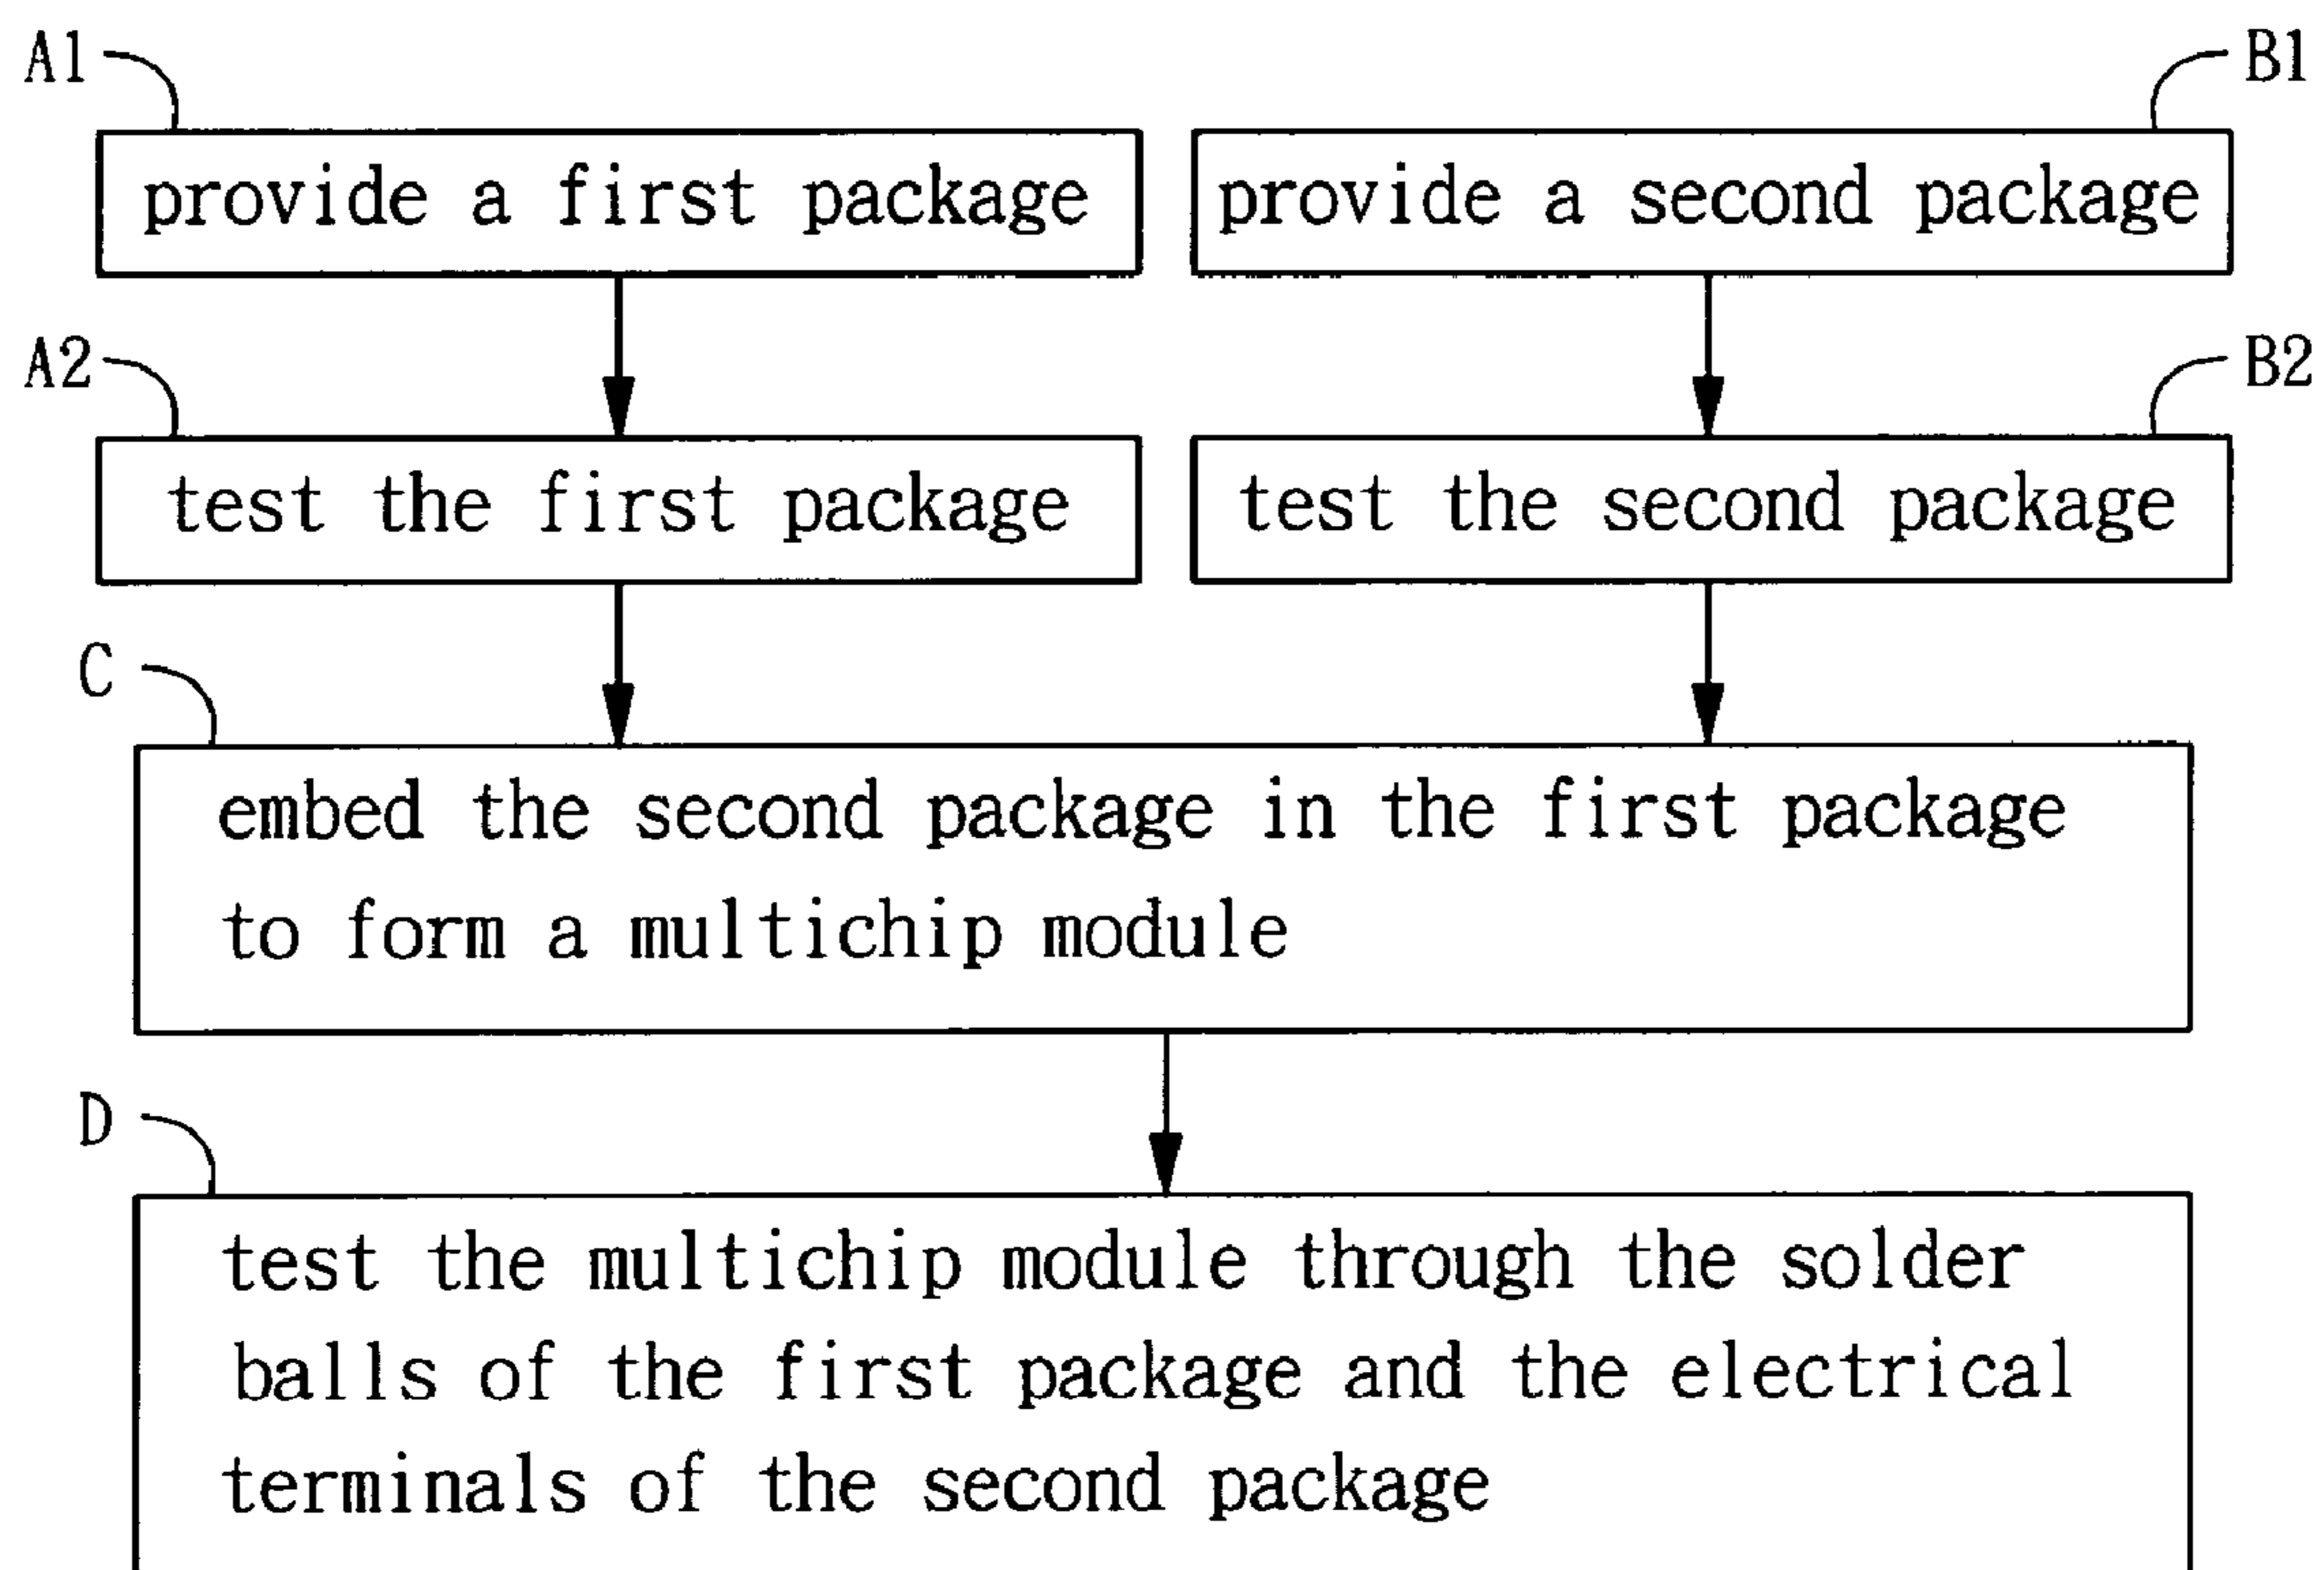 A1
B1
provide a first package
provide a second package
A2
B2
test the first package
test the second package
C
embed the second package in the first package
to form a multichip module
D
test the multichip module through the solder
balls of the first package and the electrical
terminals of the second package